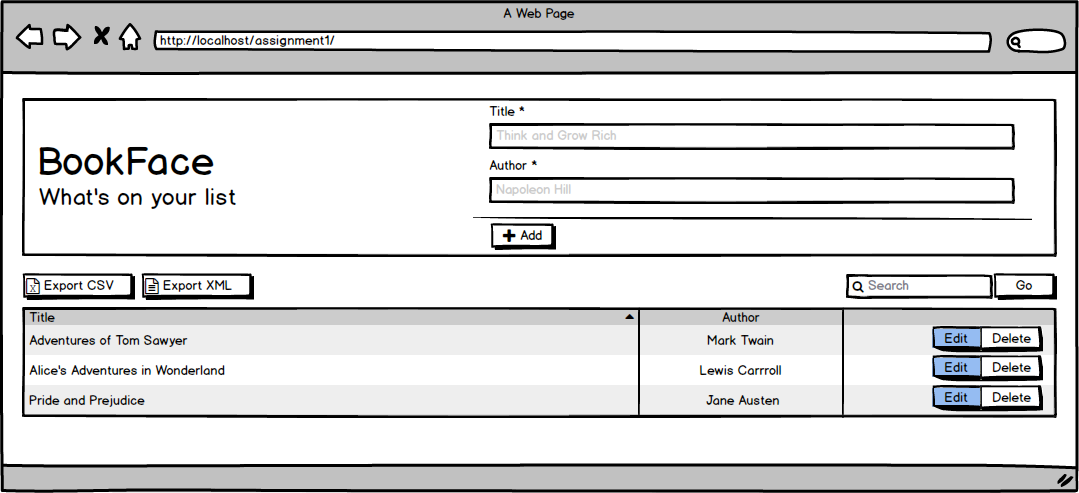 A Web Page
http://localhost/assignment1/
BookFace
What's on your list
Title *
Think and Grow Rich
Author *
Napoleon Hill
Add
Export CSV Export XML Search Go
Title Author
Adventures of Tom Sawyer Mark Twain Edit Delete
Alice's Adventures in Wonderland Lewis Carrroll Edit Delete
Pride and Prejudice Jane Austen Edit Delete